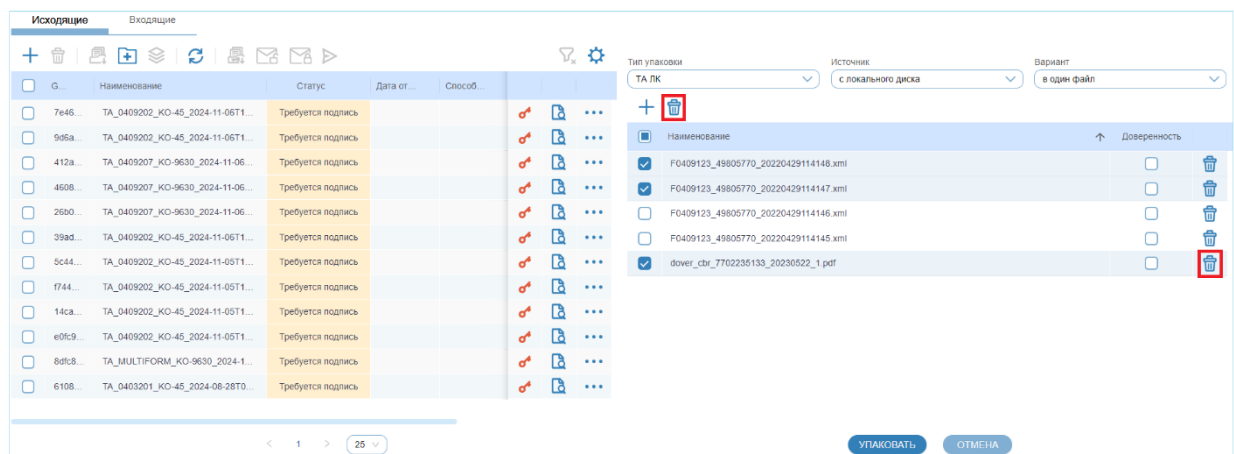 Исходящие Входящие
Тип упаковки Источник Вариант
ТА ЛК с локального диска в один файл
G... Наименование Статус Дата от... Способ...
7e46... TA_0409202_KO-45_2024-11-06T1... Требуется подпись
9d6a... TA_0409202_KO-45_2024-11-06T1... Требуется подпись
412a... TA_0409207_KO-9630_2024-11-06... Требуется подпись
4608... TA_0409207_KO-9630_2024-11-06... Требуется подпись
26b0... TA_0409207_KO-9630_2024-11-06... Требуется подпись
39ad... TA_0409202_KO-45_2024-11-06T1... Требуется подпись
5c44... TA_0409202_KO-45_2024-11-05T1... Требуется подпись
f744... TA_0409202_KO-45_2024-11-05T1... Требуется подпись
14ca... TA_0409202_KO-45_2024-11-05T1... Требуется подпись
e0fc9... TA_0409202_KO-45_2024-11-05T1... Требуется подпись
8dfc8... TA_MULTIFORM_KO-9630_2024-1... Требуется подпись
6108... TA_0403201_KO-45_2024-08-28T0... Требуется подпись
Наименование Доверенность
F0409123_49805770_20220429114148.xml
F0409123_49805770_20220429114147.xml
F0409123_49805770_20220429114146.xml
F0409123_49805770_20220429114145.xml
dover_cbr_7702235133_20230522_1.pdf
1 25
УПАКОВАТЬ ОТМЕНА